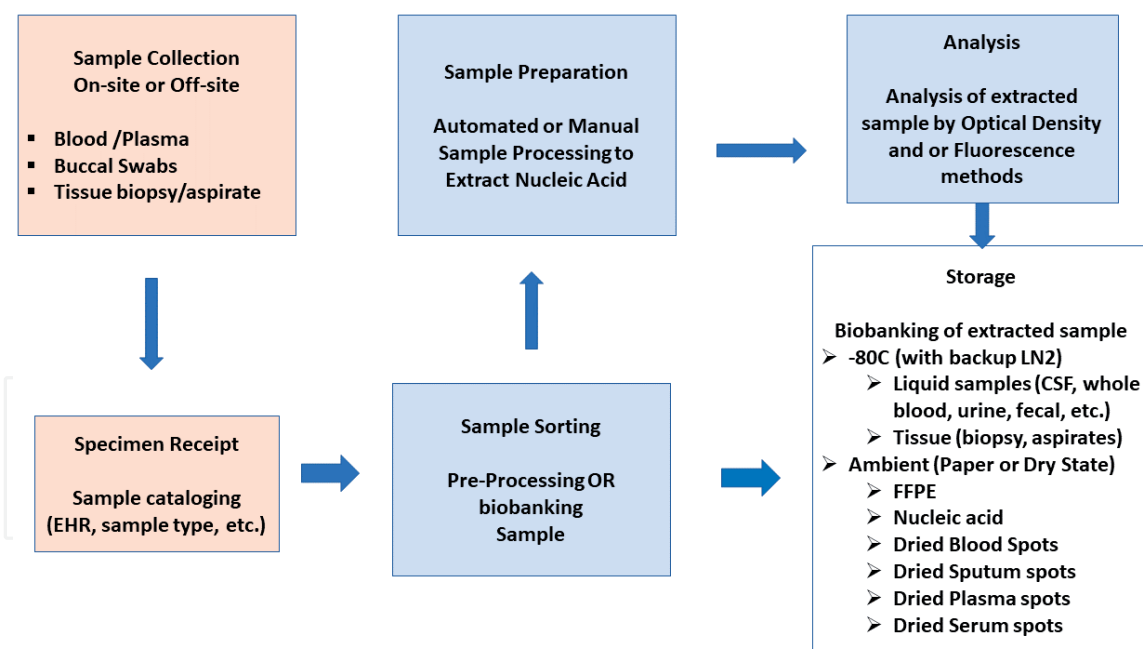 Sample Collection
On-site or Off-site
▪ Blood /Plasma
▪ Buccal Swabs
▪ Tissue biopsy/aspirate
Specimen Receipt
Sample cataloging
(EHR, sample type, etc.)
Sample Sorting
Pre-Processing OR
biobanking
Sample
Sample Preparation
Automated or Manual
Sample Processing to
Extract Nucleic Acid
Analysis
Analysis of extracted
sample by Optical Density
and or Fluorescence
methods
Storage
Biobanking of extracted sample
➢ -80C (with backup LN2)
➢ Liquid samples (CSF, whole
blood, urine, fecal, etc.)
➢ Tissue (biopsy, aspirates)
➢ Ambient (Paper or Dry State)
➢ FFPE
➢ Nucleic acid
➢ Dried Blood Spots
➢ Dried Sputum spots
➢ Dried Plasma spots
➢ Dried Serum spots